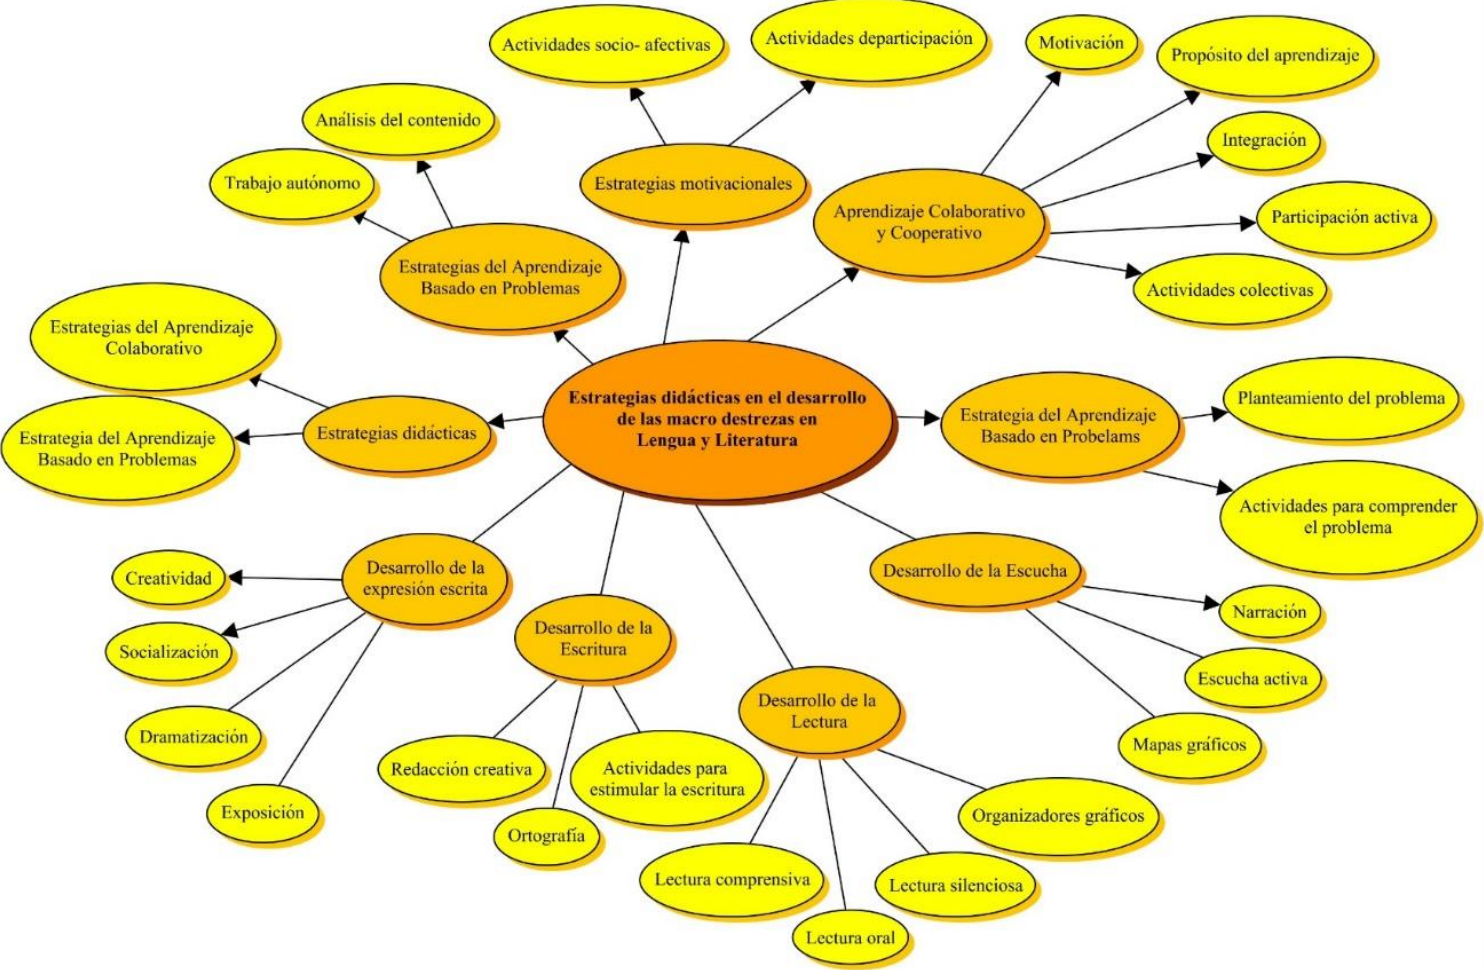 Actividades socio- afectivas
Actividades departicipación
Motivación
Propósito del aprendizaje
Análisis del contenido
Integración
Trabajo autónomo
Estrategias motivacionales
Aprendizaje Colaborativo
y Cooperativo
Participación activa
Estrategias del Aprendizaje
Basado en Problemas
Actividades colectivas
Estrategias del Aprendizaje
Colaborativo
Estrategias didácticas en el desarrollo
de las macro destrezas en
Lengua y Literatura
Planteamiento del problema
Estrategia del Aprendizaje
Basado en Probelams
Estrategias didácticas
Estrategia del Aprendizaje
Basado en Problemas
Actividades para comprender
el problema
Desarrollo de la
expresión escrita
Creatividad
Desarrollo de la Escucha
Narración
Socialización
Desarrollo de la
Escritura
Escucha activa
Desarrollo de la
Lectura
Dramatización
Mapas gráficos
Redacción creativa
Actividades para
estimular la escritura
Exposición
Organizadores gráficos
Ortografía
Lectura comprensiva
Lectura silenciosa
Lectura oral